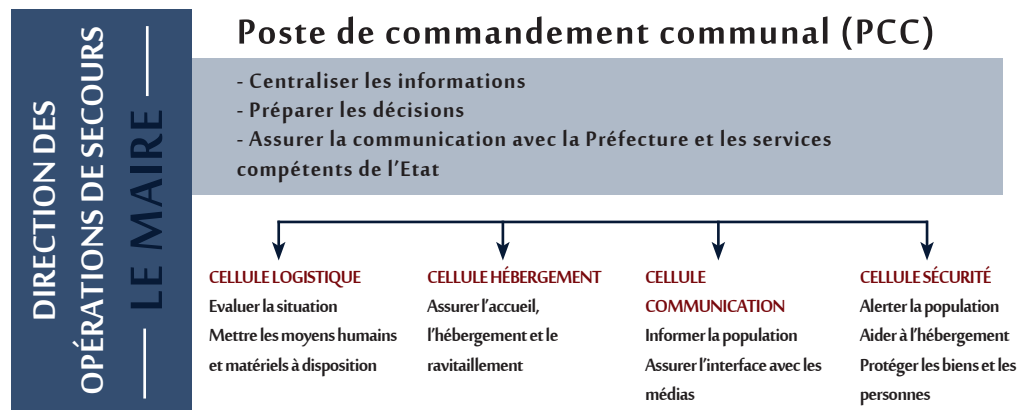 DIRECTION DES
OPÉRATIONS DE SECOURS
LE MAIRE
Poste de commandement communal (PCC)
- Centraliser les informations
- Préparer les décisions
- Assurer la communication avec la Préfecture et les services
compétents de l’Etat
CELLULE LOGISTIQUE
Evaluer la situation
Mettre les moyens humains
et matériels à disposition
CELLULE HÉBERGEMENT
Assurer l’accueil,
l’hébergement et le
ravitaillement
CELLULE
COMMUNICATION
Informer la population
Assurer l’interface avec les
médias
CELLULE SÉCURITÉ
Alerter la population
Aider à l’hébergement
Protéger les biens et les
personnes